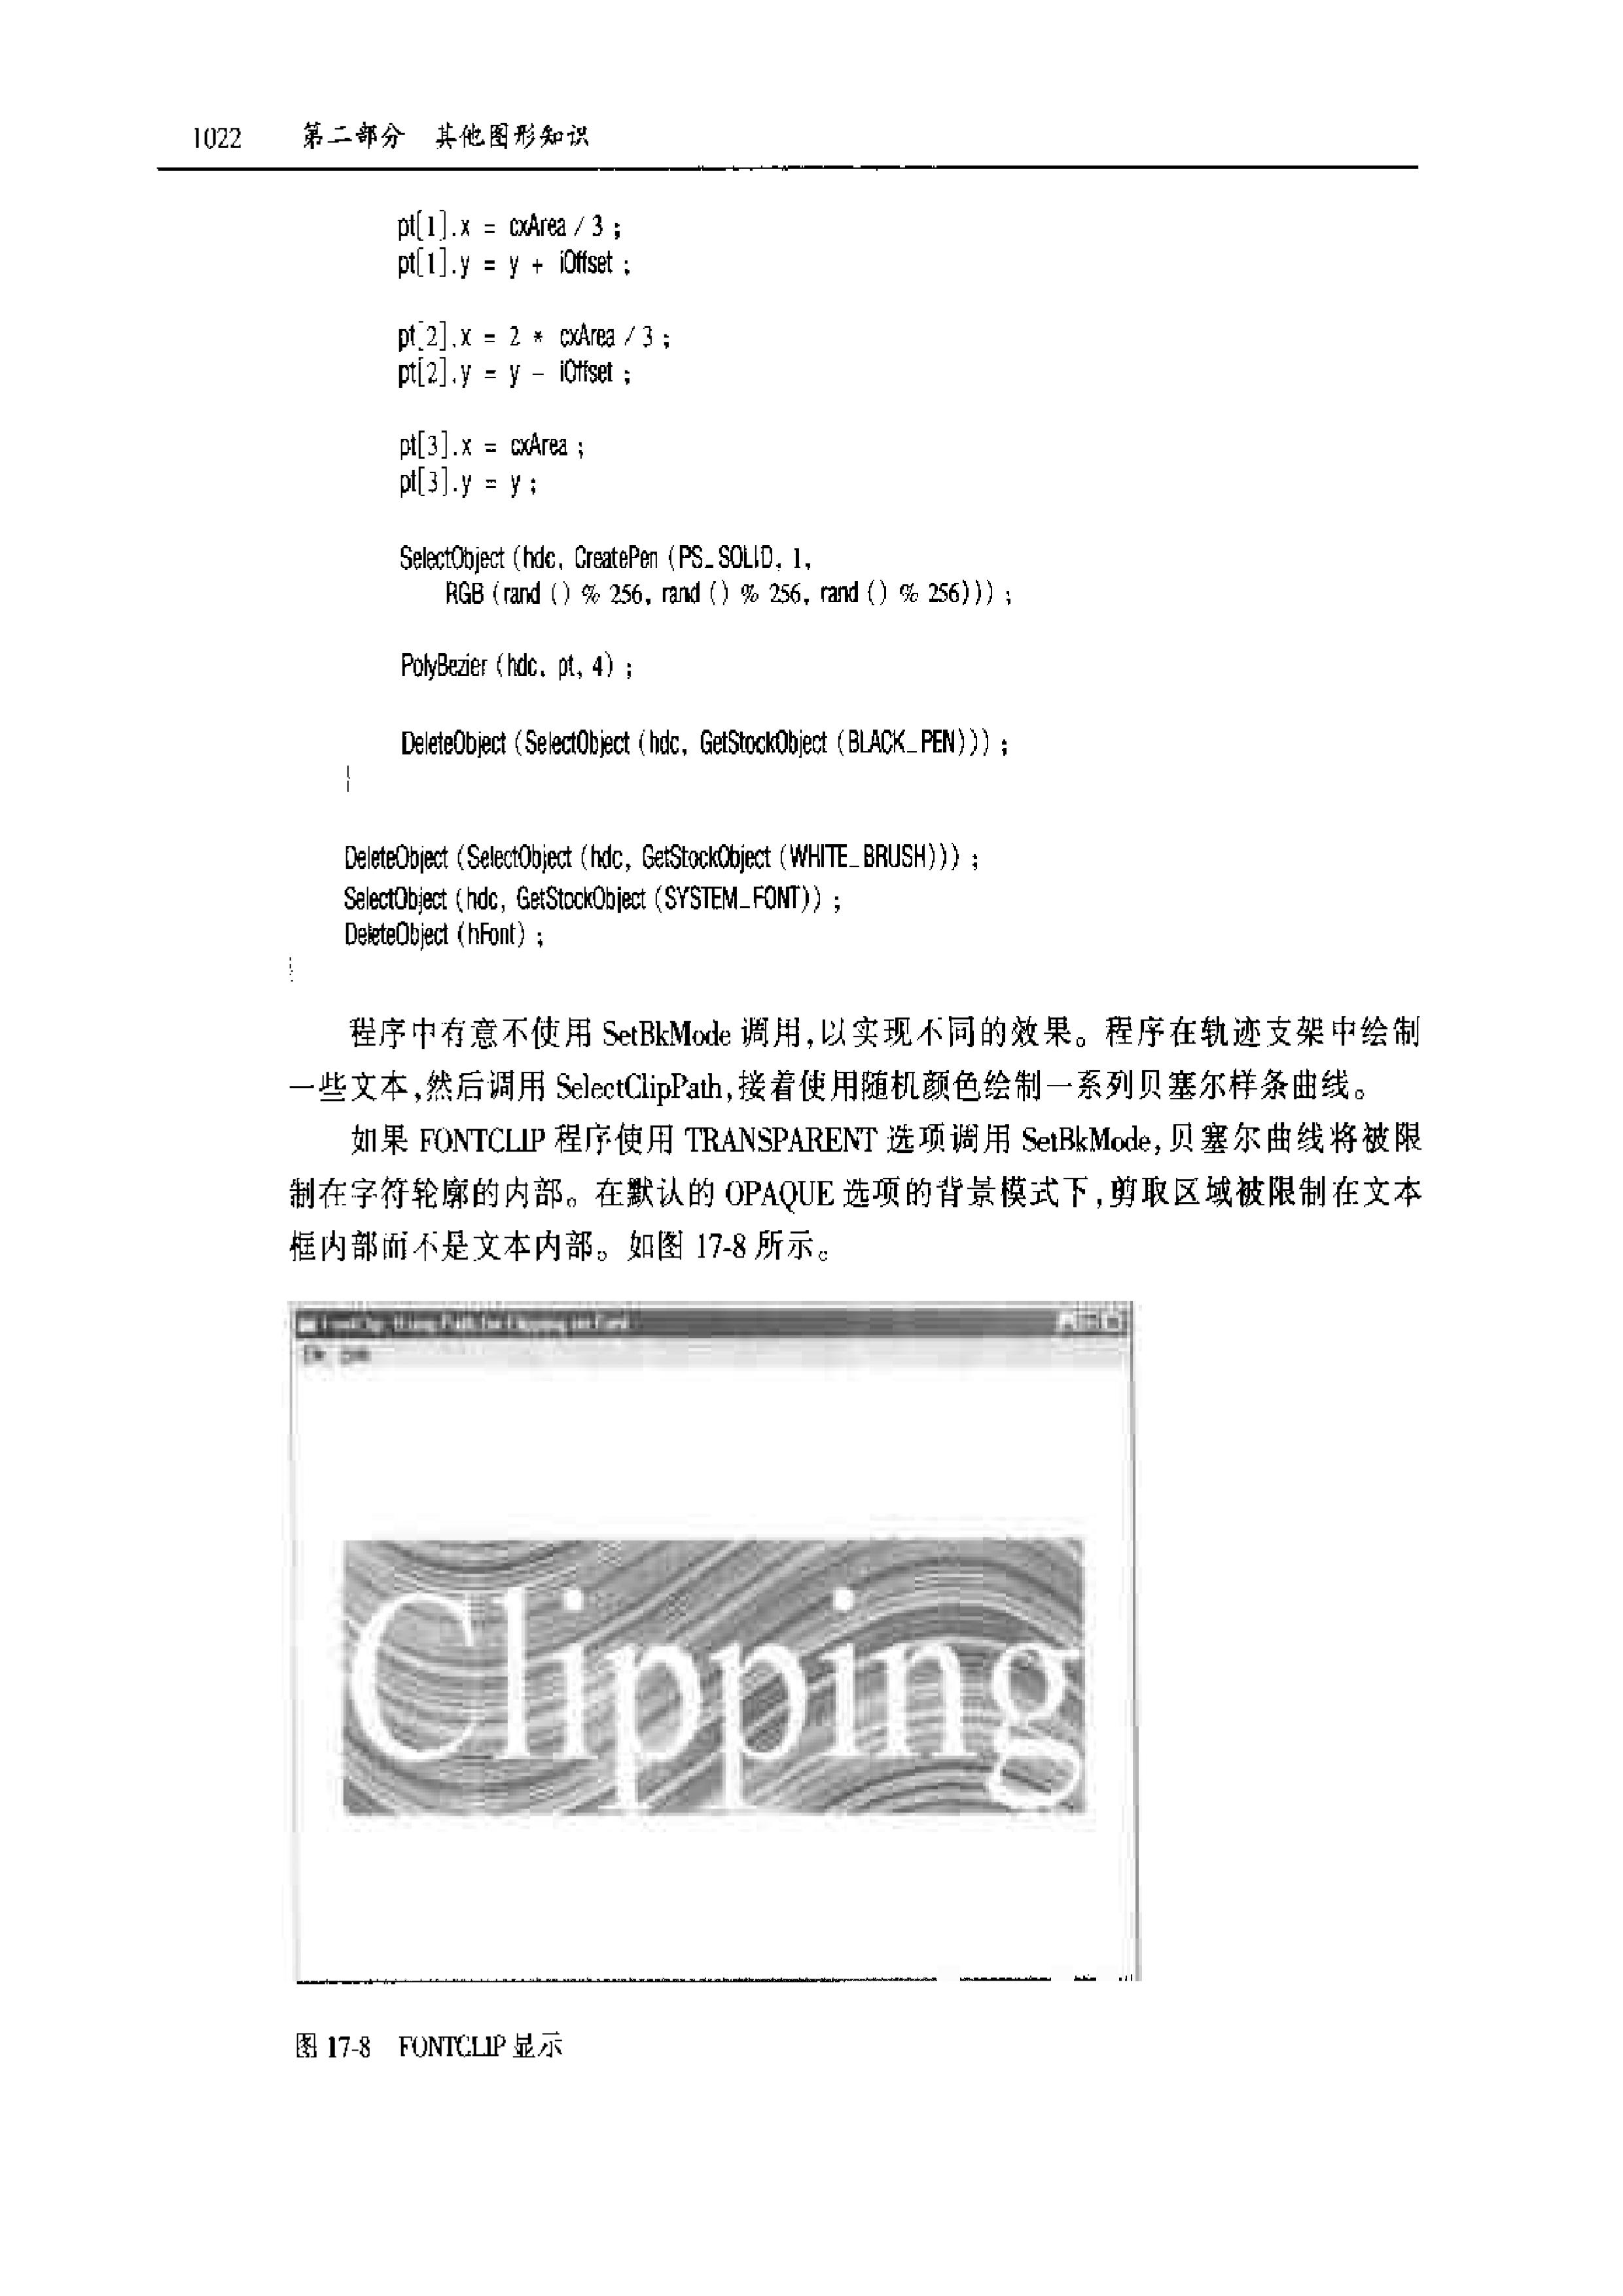 1022 第二部分 其他图形知识
pt[1].x = cxArea / 3 ;
pt[1].y = y + iOffset ;
pt[2].x = 2 * cxArea / 3 ;
pt[2].y = y - iOffset ;
pt[3].x = cxArea ;
pt[3].y = y ;
SelectObject (hdc, CreatePen (PS_SOLID, 1,
RGB (rand () % 256, rand () % 256, rand () % 256))) ;
PolyBezier (hdc, pt, 4) ;
DeleteObject (SelectObject (hdc, GetStockObject (BLACK_PEN))) ;
}
DeleteObject (SelectObject (hdc, GetStockObject (WHITE_BRUSH))) ;
SelectObject (hdc, GetStockObject (SYSTEM_FONT)) ;
DeleteObject (hFont) ;
}
程序中有意不使用 SetBkMode 调用,以实现不同的效果。程序在轨迹支架中绘制
一些文本,然后调用 SelectClipPath,接着使用随机颜色绘制一系列贝塞尔样条曲线。
如果 FONTCLIP 程序使用 TRANSPARENT 选项调用 SetBkMode,贝塞尔曲线将被限
制在字符轮廓的内部。在默认的 OPAQUE 选项的背景模式下,剪取区域被限制在文本
框内部而不是文本内部。如图 17-8 所示。
Clipping
图 17-8 FONTCLIP 显示